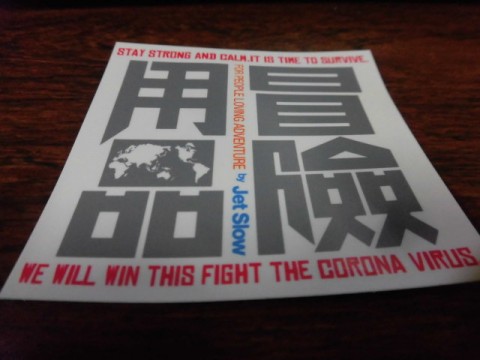 STAY STRONG AND CALM.IT IS TIME TO SURVIVE.
冒險
FOR PEOPLE LOVING ADVENTURE by Jet Slow
用品
WE WILL WIN THIS FIGHT THE CORONA VIRUS